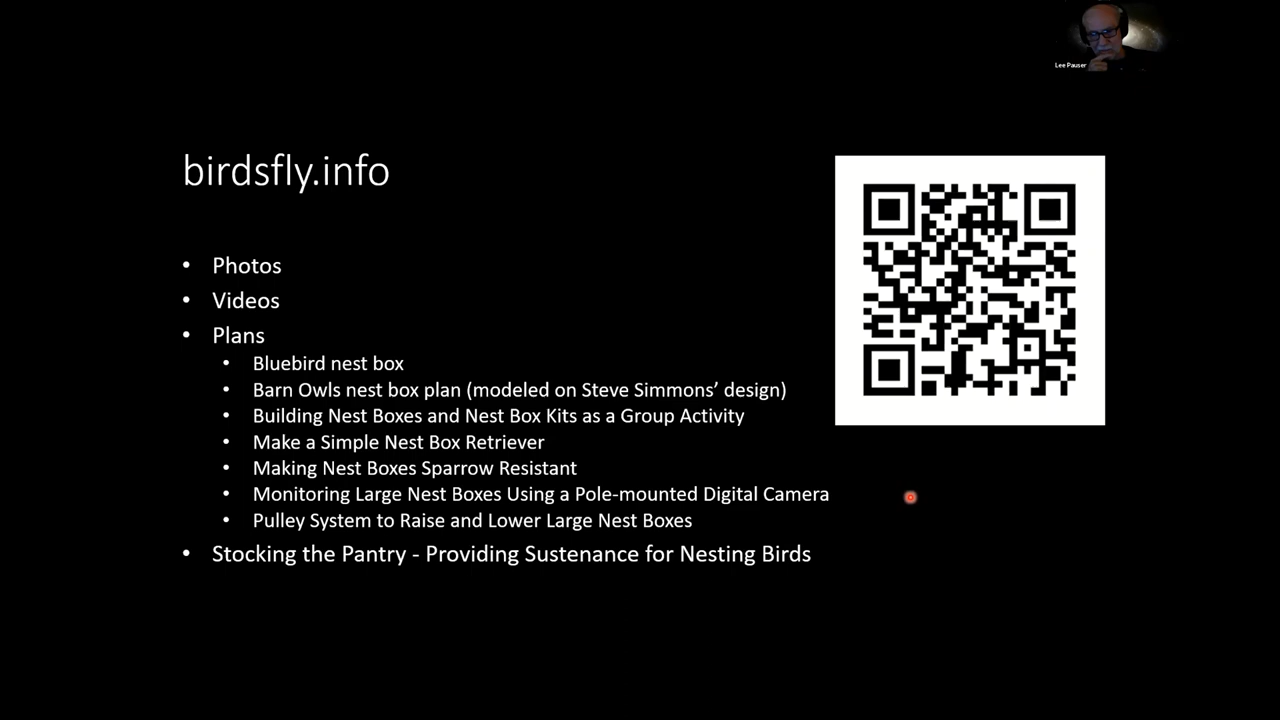 Lee Pauser
birdsfly.info
• Photos
• Videos
• Plans
• Bluebird nest box
• Barn Owls nest box plan (modeled on Steve Simmons’ design)
• Building Nest Boxes and Nest Box Kits as a Group Activity
• Make a Simple Nest Box Retriever
• Making Nest Boxes Sparrow Resistant
• Monitoring Large Nest Boxes Using a Pole-mounted Digital Camera
• Pulley System to Raise and Lower Large Nest Boxes
• Stocking the Pantry - Providing Sustenance for Nesting Birds